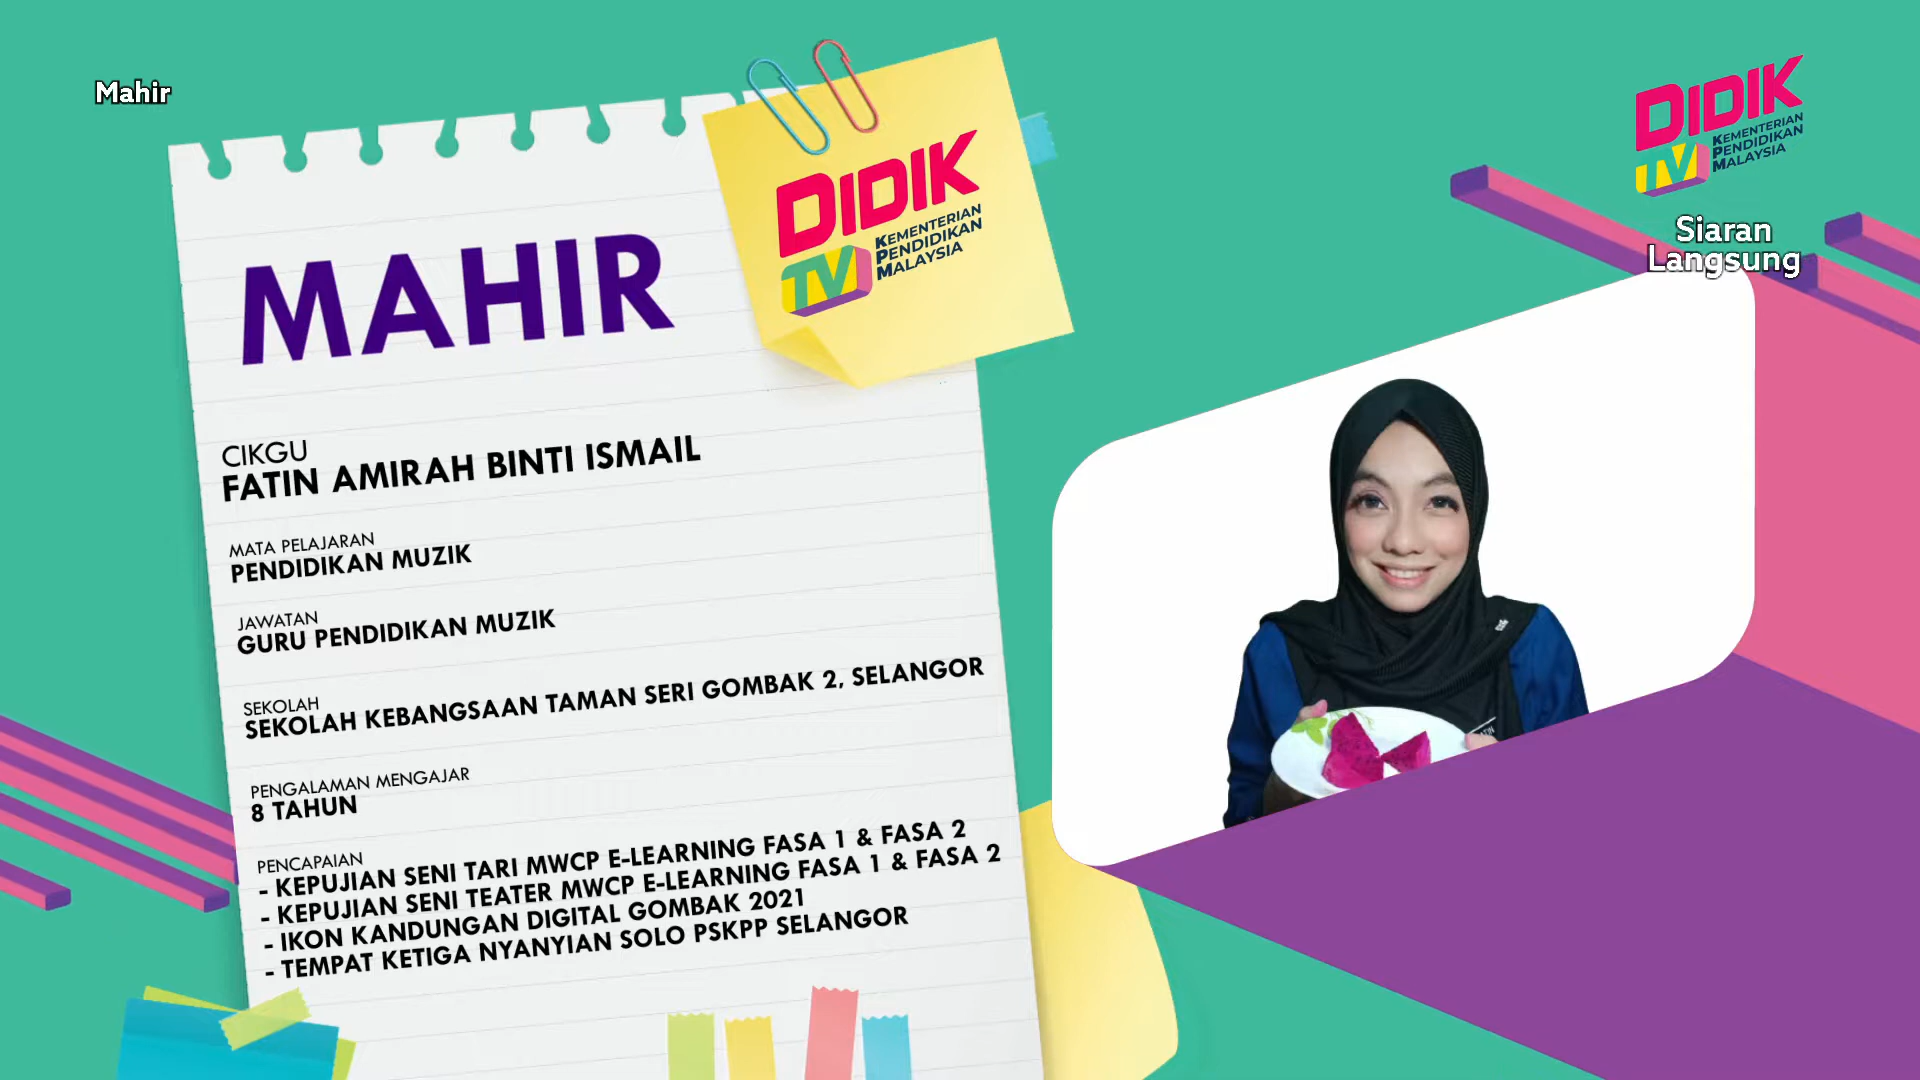 Mahir
DIDIK
TV
KEMENTERIAN
PENDIDIKAN
MALAYSIA
Siaran
Langsung
DIDIK
TV
KEMENTERIAN
PENDIDIKAN
MALAYSIA
MAHIR
CIKGU
FATIN AMIRAH BINTI ISMAIL
MATA PELAJARAN
PENDIDIKAN MUZIK
JAWATAN
GURU PENDIDIKAN MUZIK
SEKOLAH
SEKOLAH KEBANGSAAN TAMAN SERI GOMBAK 2, SELANGOR
PENGALAMAN MENGAJAR
8 TAHUN
PENCAPAIAN
- KEPUJIAN SENI TARI MWCP E-LEARNING FASA 1 & FASA 2
- KEPUJIAN SENI TEATER MWCP E-LEARNING FASA 1 & FASA 2
- IKON KANDUNGAN DIGITAL GOMBAK 2021
- TEMPAT KETIGA NYANYIAN SOLO PSKPP SELANGOR